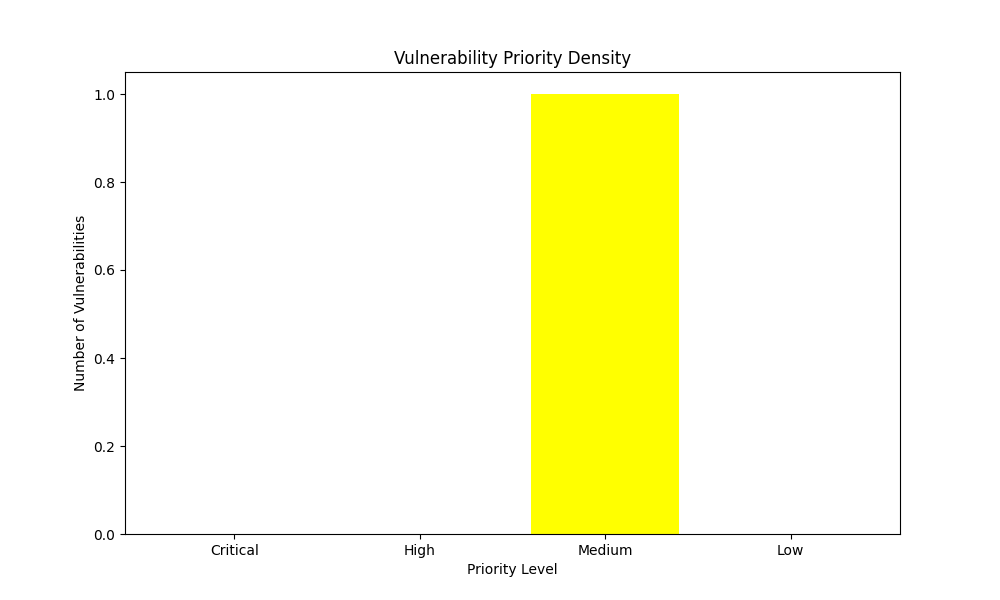 Vulnerability Priority Density
1.0
0.8
0.6
0.4
0.2
0.0
Number of Vulnerabilities
Critical High Medium Low
Priority Level